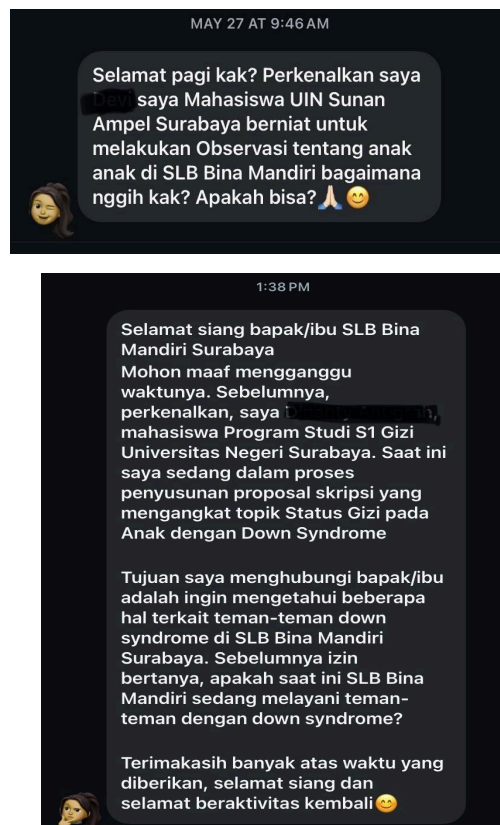 MAY 27 AT 9:46 AM
Selamat pagi kak? Perkenalkan saya
saya Mahasiswa UIN Sunan
Ampel Surabaya berniat untuk
melakukan Observasi tentang anak
anak di SLB Bina Mandiri bagaimana
nggih kak? Apakah bisa?🙏🏻😊
1:38 PM
Selamat siang bapak/ibu SLB Bina
Mandiri Surabaya
Mohon maaf mengganggu
waktunya. Sebelumnya,
perkenalkan, saya
mahasiswa Program Studi S1 Gizi
Universitas Negeri Surabaya. Saat ini
saya sedang dalam proses
penyusunan proposal skripsi yang
mengangkat topik Status Gizi pada
Anak dengan Down Syndrome
Tujuan saya menghubungi bapak/ibu
adalah ingin mengetahui beberapa
hal terkait teman-teman down
syndrome di SLB Bina Mandiri
Surabaya. Sebelumnya izin
bertanya, apakah saat ini SLB Bina
Mandiri sedang melayani teman-
teman dengan down syndrome?
Terimakasih banyak atas waktu yang
diberikan, selamat siang dan
selamat beraktivitas kembali😊